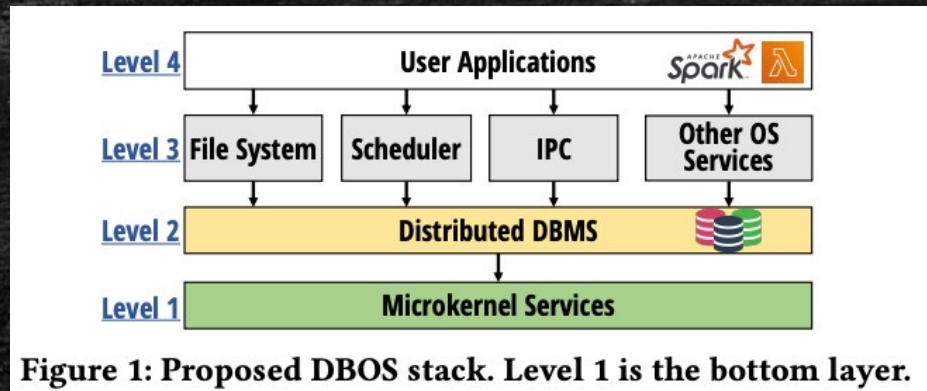 Level 4
User Applications
APACHE
Spark
λ
Level 3
File System
Scheduler
IPC
Other OS
Services
Level 2
Distributed DBMS
Level 1
Microkernel Services
Figure 1: Proposed DBOS stack. Level 1 is the bottom layer.